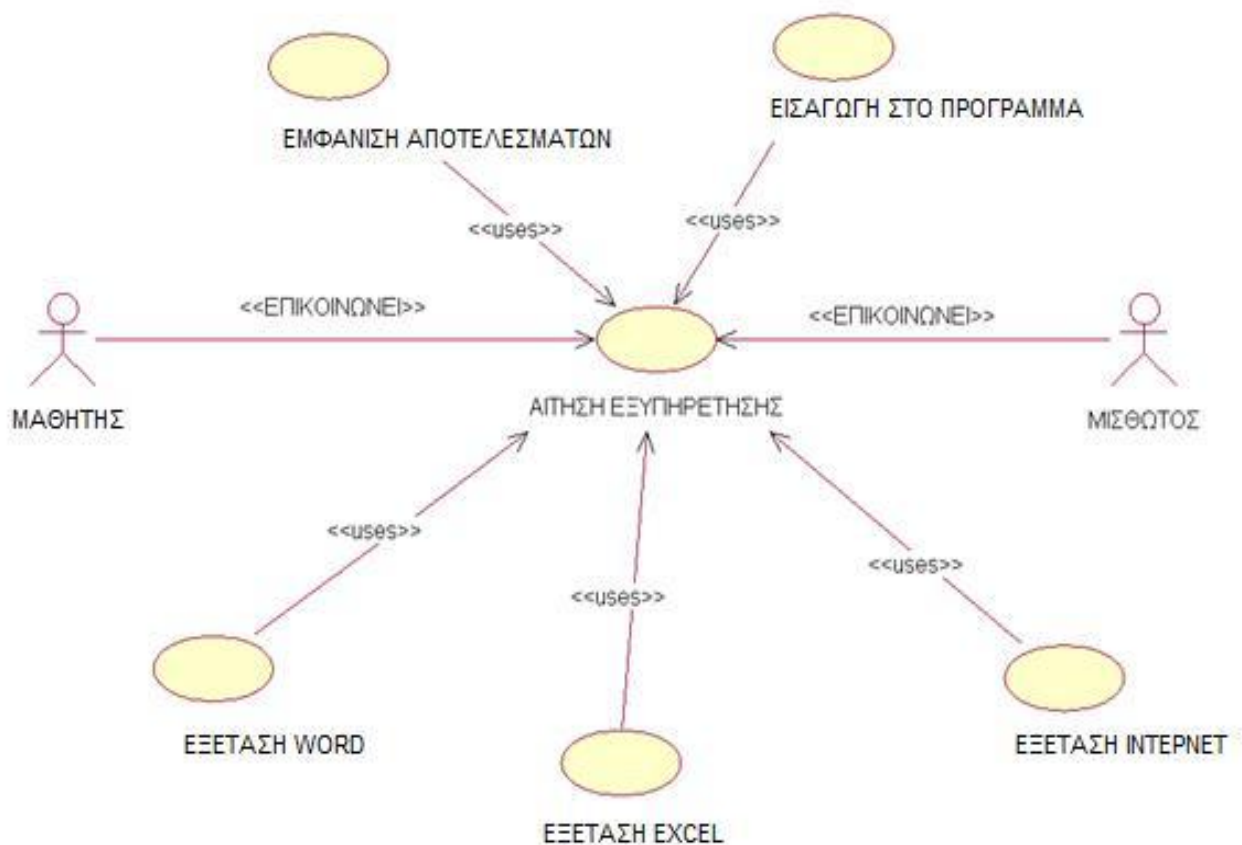 ΕΙΣΑΓΩΓΗ ΣΤΟ ΠΡΟΓΡΑΜΜΑ
ΕΜΦΑΝΙΣΗ ΑΠΟΤΕΛΕΣΜΑΤΩΝ
<<uses>>
<<uses>>
<<ΕΠΙΚΟΙΝΩΝΕΙ>>
<<ΕΠΙΚΟΙΝΩΝΕΙ>>
ΜΑΘΗΤΗΣ
ΑΙΤΗΣΗ ΕΞΥΠΗΡΕΤΗΣΗΣ
ΜΙΣΘΩΤΟΣ
<<uses>>
<<uses>>
<<uses>>
ΕΞΕΤΑΣΗ WORD
ΕΞΕΤΑΣΗ EXCEL
ΕΞΕΤΑΣΗ ΙΝΤΕΡΝΕΤ